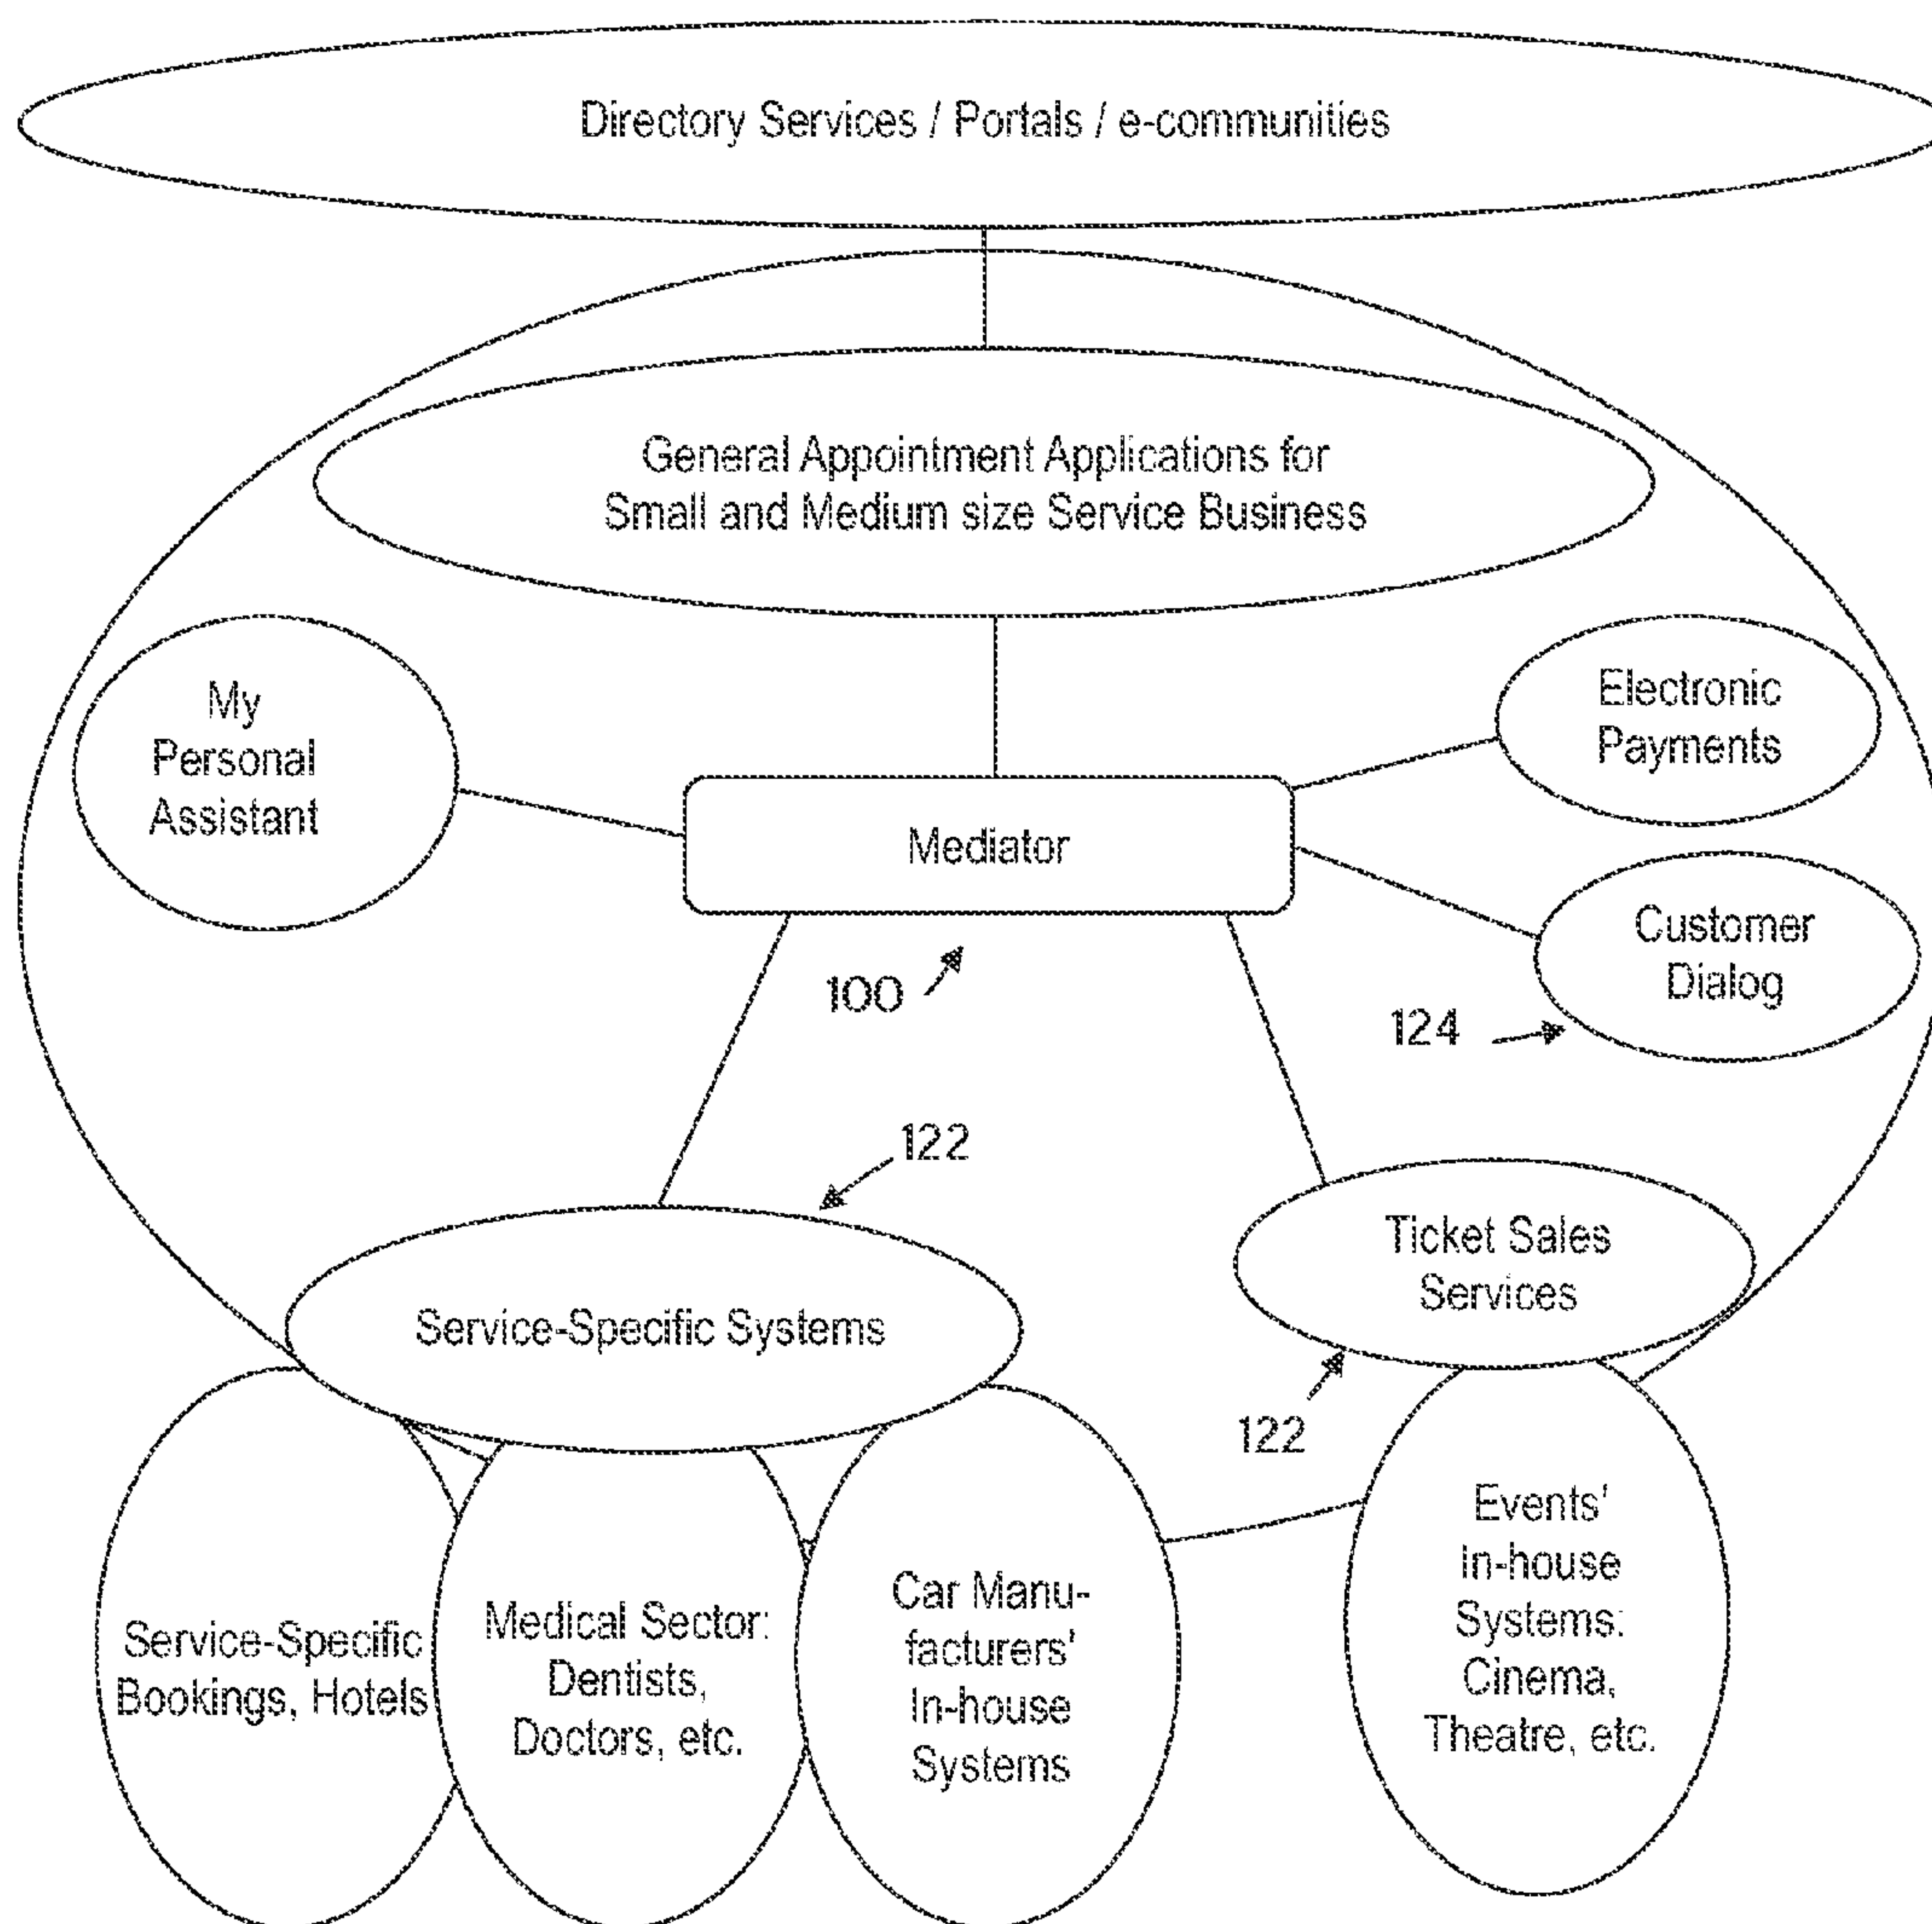 Directory Services / Portals / e-communities
General Appointment Applications for
Small and Medium size Service Business
My
Personal
Assistant
Electronic
Payments
Mediator
Customer
Dialog
100
124
122
Ticket Sales
Services
Service-Specific Systems
122
Events'
In-house
Systems:
Cinema,
Theatre, etc.
Car Manu-
facturers'
In-house
Systems
Medical Sector:
Dentists,
Doctors, etc.
Service-Specific
Bookings, Hotels